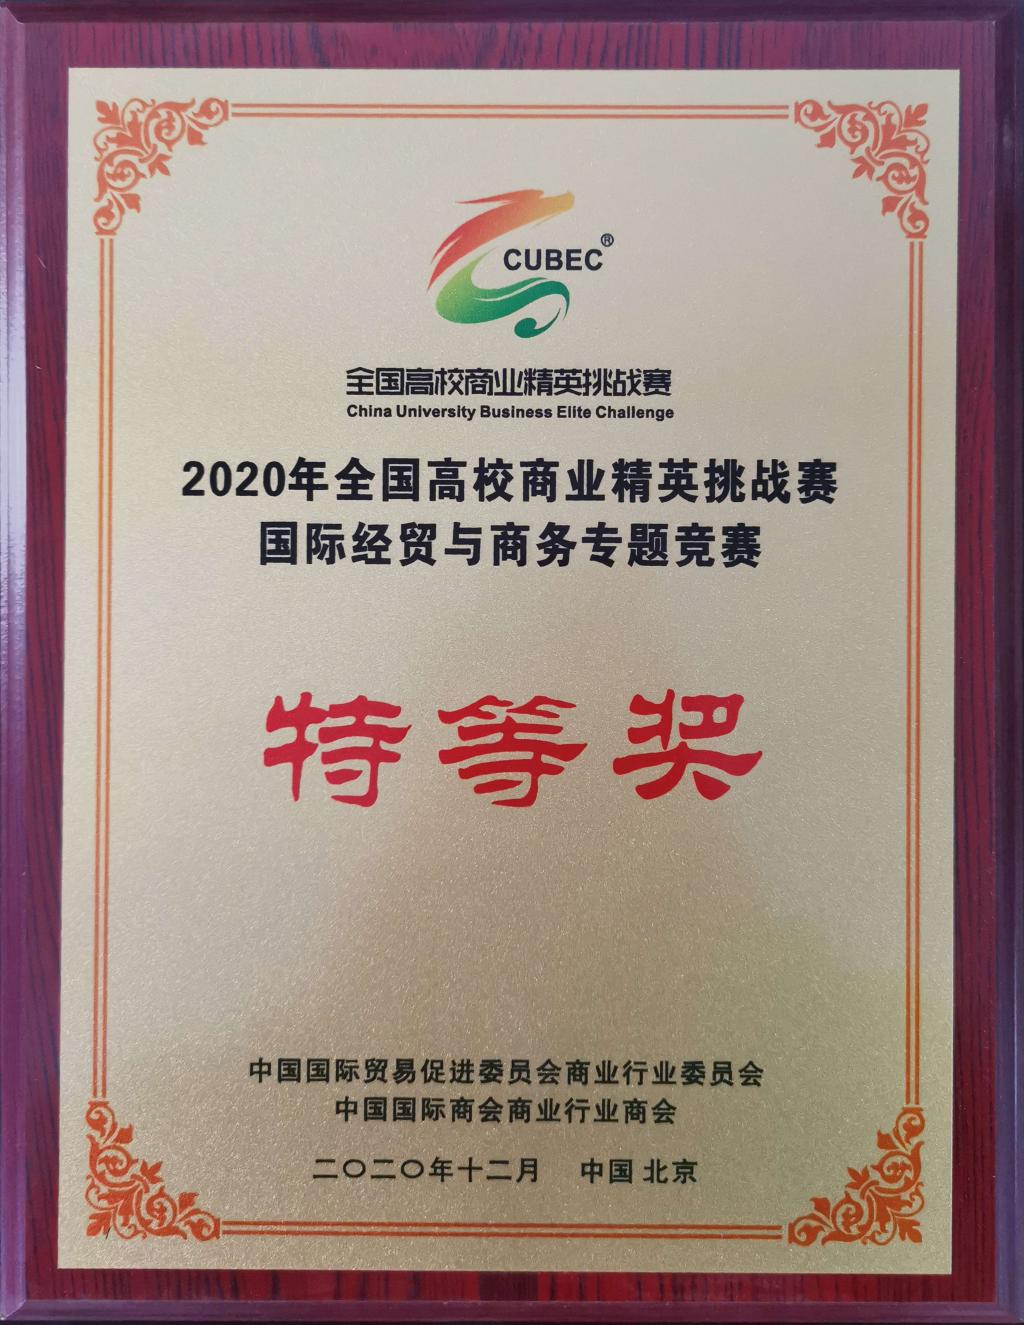 CUBEC®
全国高校商业精英挑战赛
China University Business Elite Challenge
2020年全国高校商业精英挑战赛
国际经贸与商务专题竞赛
特等奖
中国国际贸易促进委员会商业行业委员会
中国国际商会商业行业商会
二〇二〇年十二月 中国 北京